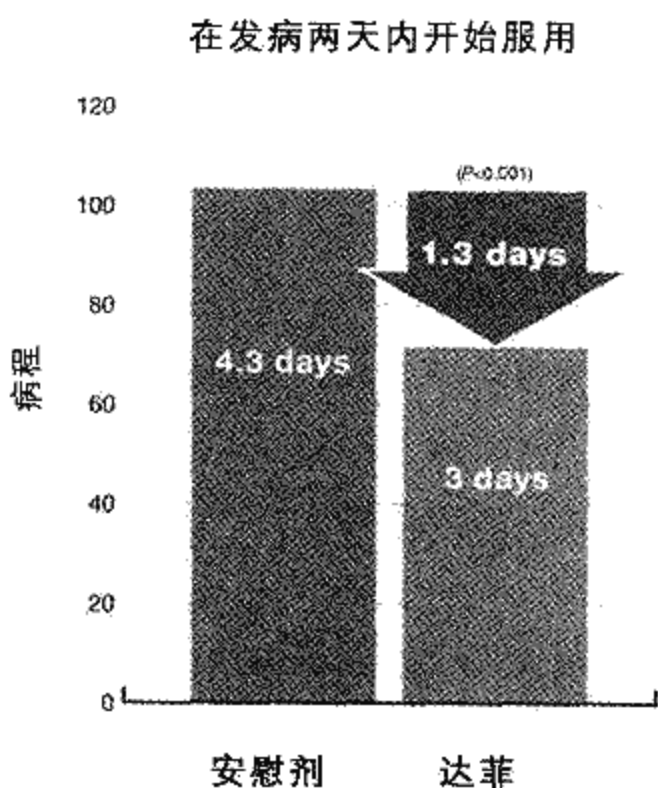 在发病两天内开始服用
120
(P<0.001)
100
1.3 days
80
4.3 days
病程
60
3 days
40
20
0
安慰剂 达菲